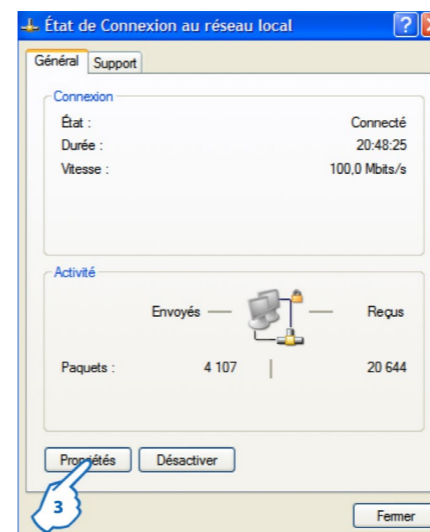 État de Connexion au réseau local
Général Support
Connexion
État : Connecté
Durée : 20:48:25
Vitesse : 100,0 Mbits/s
Activité
Envoyés — — Reçus
Paquets : 4 107 | 20 644
Propriétés Désactiver
3
Fermer